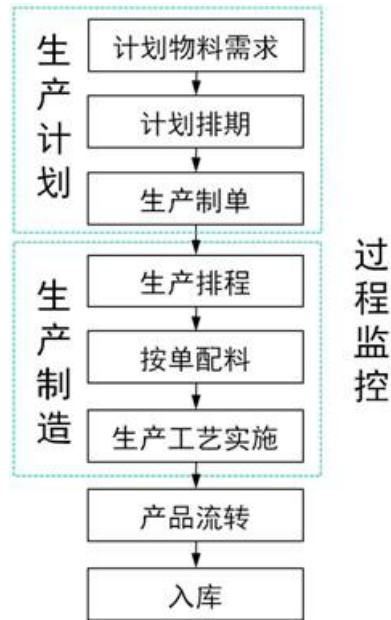 生产计划
计划物料需求
计划排期
生产制单
生产制造
生产排程
按单配料
生产工艺实施
产品流转
入库
过程监控